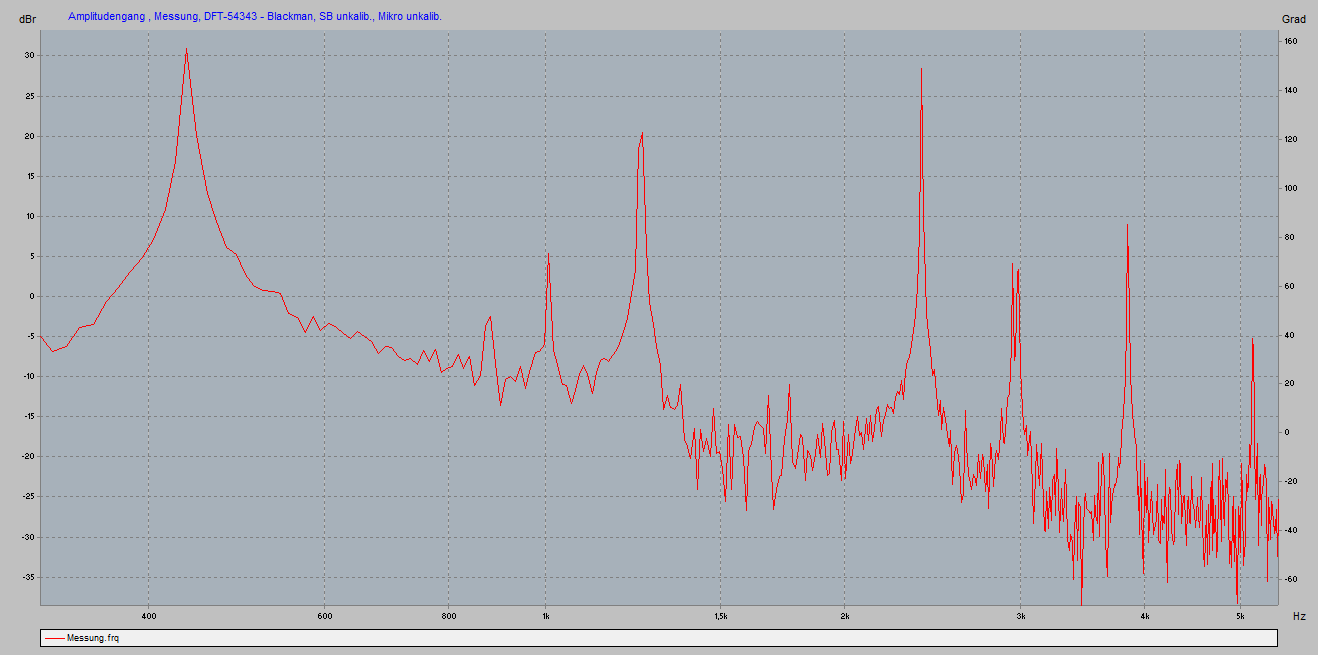 dBr
Amplitudengang , Messung, DFT-54343 - Blackman, SB unkalib., Mikro unkalib.
Grad
30
25
20
15
10
5
0
-5
-10
-15
-20
-25
-30
-35
160
140
120
100
80
60
40
20
0
-20
-40
-60
400
600
800
1k
1,5k
2k
3k
4k
5k
Hz
Messung.frq